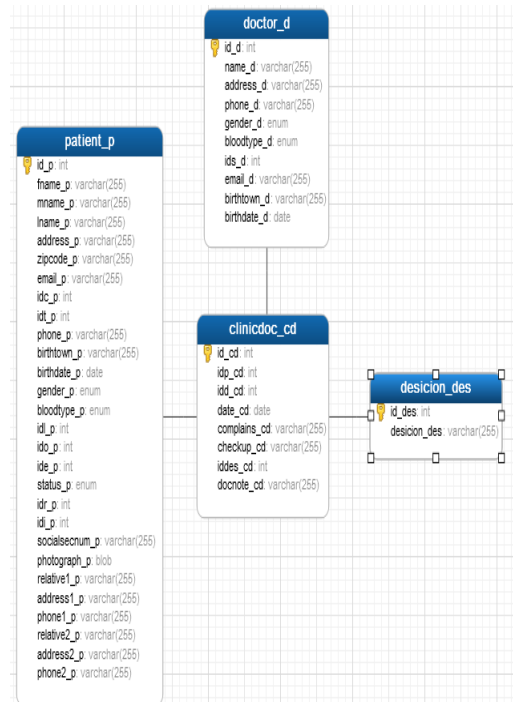 doctor_d
id_d: int
name_d: varchar(255)
address_d: varchar(255)
phone_d: varchar(255)
gender_d: enum
bloodtype_d: enum
ids_d: int
email_d: varchar(255)
birthtown_d: varchar(255)
birthdate_d: date
patient_p
id_p: int
fname_p: varchar(255)
mname_p: varchar(255)
lname_p: varchar(255)
address_p: varchar(255)
zipcode_p: varchar(255)
email_p: varchar(255)
idc_p: int
idt_p: int
phone_p: varchar(255)
birthtown_p: varchar(255)
birthdate_p: date
gender_p: enum
bloodtype_p: enum
idl_p: int
ido_p: int
ide_p: int
status_p: enum
idr_p: int
idi_p: int
socialsecnum_p: varchar(255)
photograph_p: blob
relative1_p: varchar(255)
address1_p: varchar(255)
phone1_p: varchar(255)
relative2_p: varchar(255)
address2_p: varchar(255)
phone2_p: varchar(255)
clinicdoc_cd
id_cd: int
idp_cd: int
idd_cd: int
date_cd: date
complains_cd: varchar(255)
checkup_cd: varchar(255)
iddes_cd: int
docnote_cd: varchar(255)
desicion_des
id_des: int
desicion_des: varchar(255)